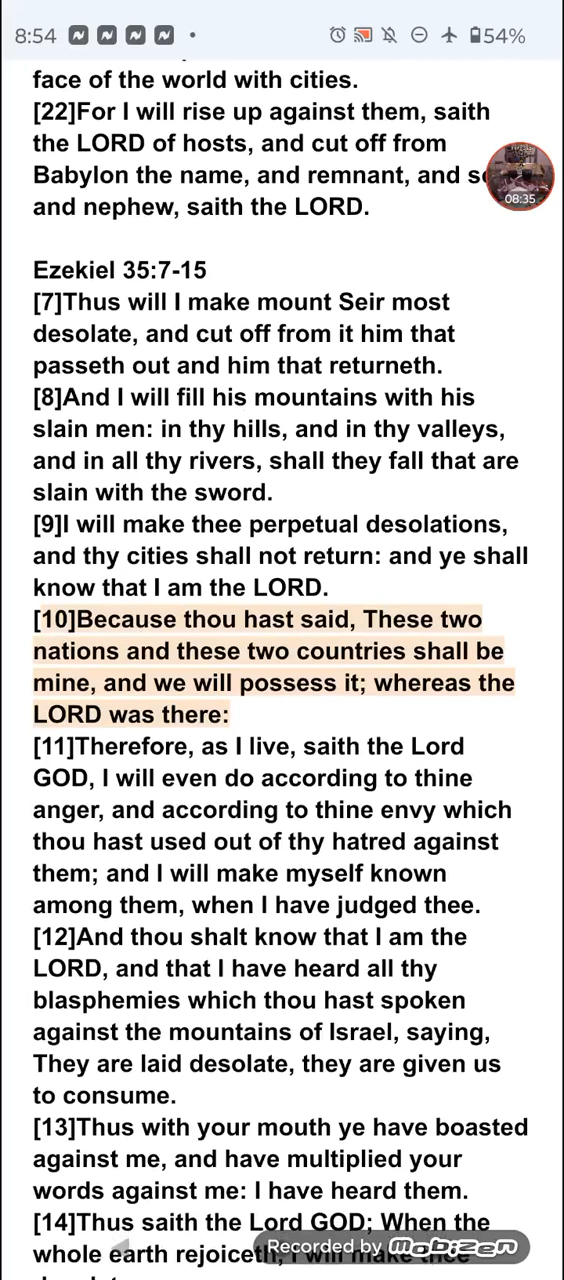 8:54 54%
face of the world with cities.
[22]For I will rise up against them, saith
the LORD of hosts, and cut off from
Babylon the name, and remnant, and
08:35
and nephew, saith the LORD.
Ezekiel 35:7-15
[7]Thus will I make mount Seir most
desolate, and cut off from it him that
passeth out and him that returneth.
[8]And I will fill his mountains with his
slain men: in thy hills, and in thy valleys,
and in all thy rivers, shall they fall that are
slain with the sword.
[9]I will make thee perpetual desolations,
and thy cities shall not return: and ye shall
know that I am the LORD.
[10]Because thou hast said, These two
nations and these two countries shall be
mine, and we will possess it; whereas the
LORD was there:
[11]Therefore, as I live, saith the Lord
GOD, I will even do according to thine
anger, and according to thine envy which
thou hast used out of thy hatred against
them; and I will make myself known
among them, when I have judged thee.
[12]And thou shalt know that I am the
LORD, and that I have heard all thy
blasphemies which thou hast spoken
against the mountains of Israel, saying,
They are laid desolate, they are given us
to consume.
[13]Thus with your mouth ye have boasted
against me, and have multiplied your
words against me: I have heard them.
[14]Thus saith the Lord GOD; When the
whole earth rejoiceth, I will make thee
Recorded by Mobizen